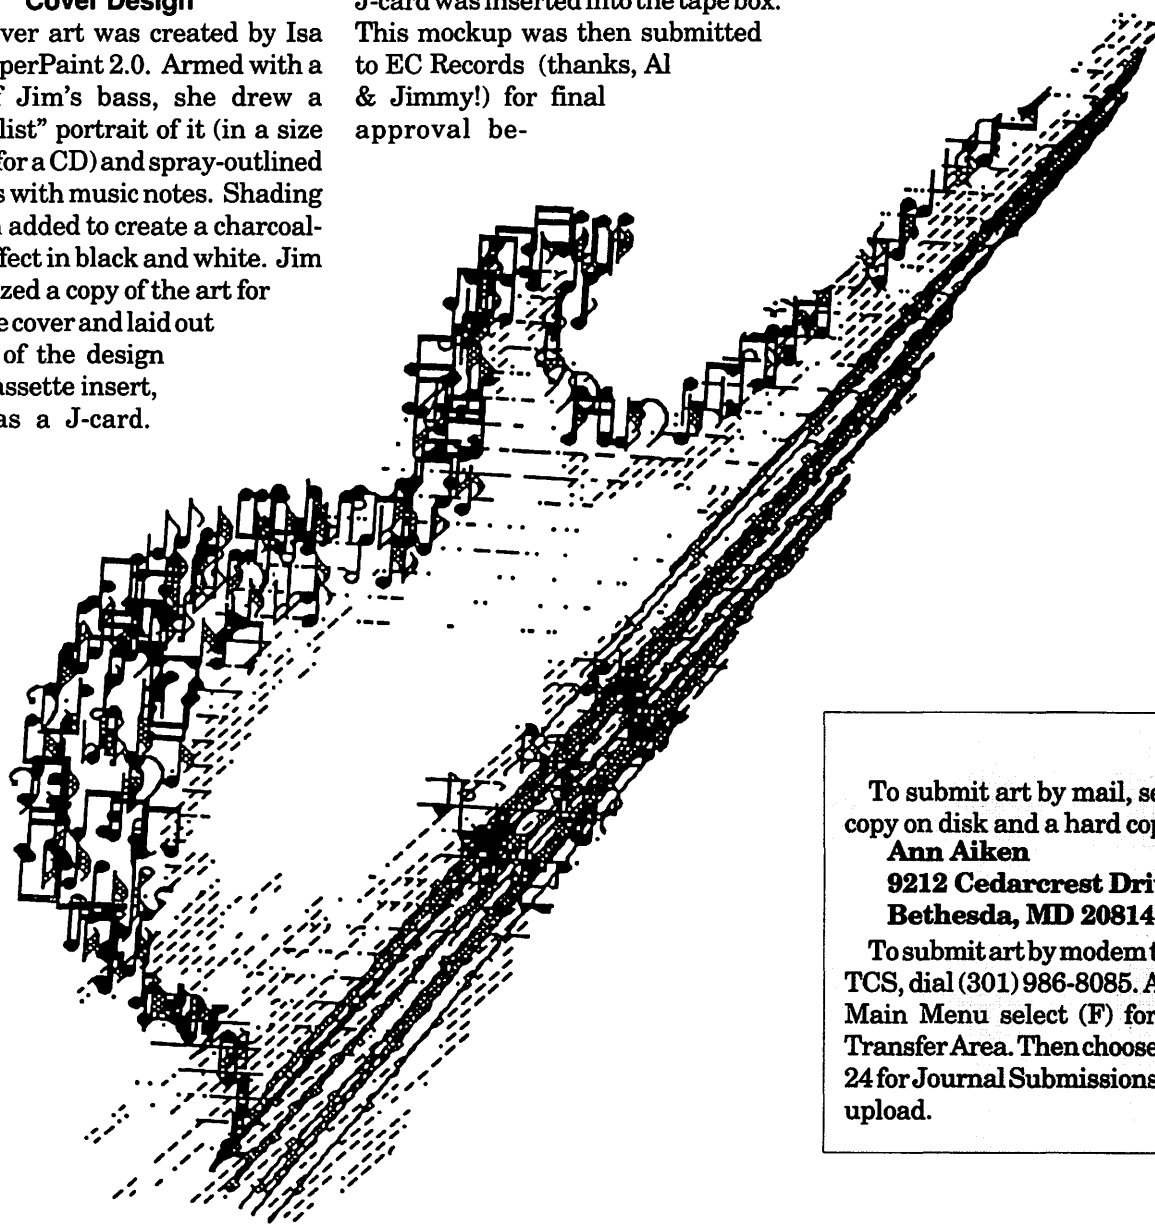 Cover Design
ver art was created by Isa
perPaint 2.0. Armed with a
f Jim's bass, she drew a
list” portrait of it (in a size
for a CD) and spray-outlined
s with music notes. Shading
n added to create a charcoal-
fect in black and white. Jim
zed a copy of the art for
e cover and laid out
of the design
assette insert,
as a J-card.
J-card was inserted into the tape box.
This mockup was then submitted
to EC Records (thanks, Al
& Jimmy!) for final
approval be-
To submit art by mail, se
copy on disk and a hard cop
Ann Aiken
9212 Cedarcrest Dri
Bethesda, MD 20814
To submit art by modem t
TCS, dial (301) 986-8085. A
Main Menu select (F) for
Transfer Area. Then choose
24 for Journal Submissions
upload.